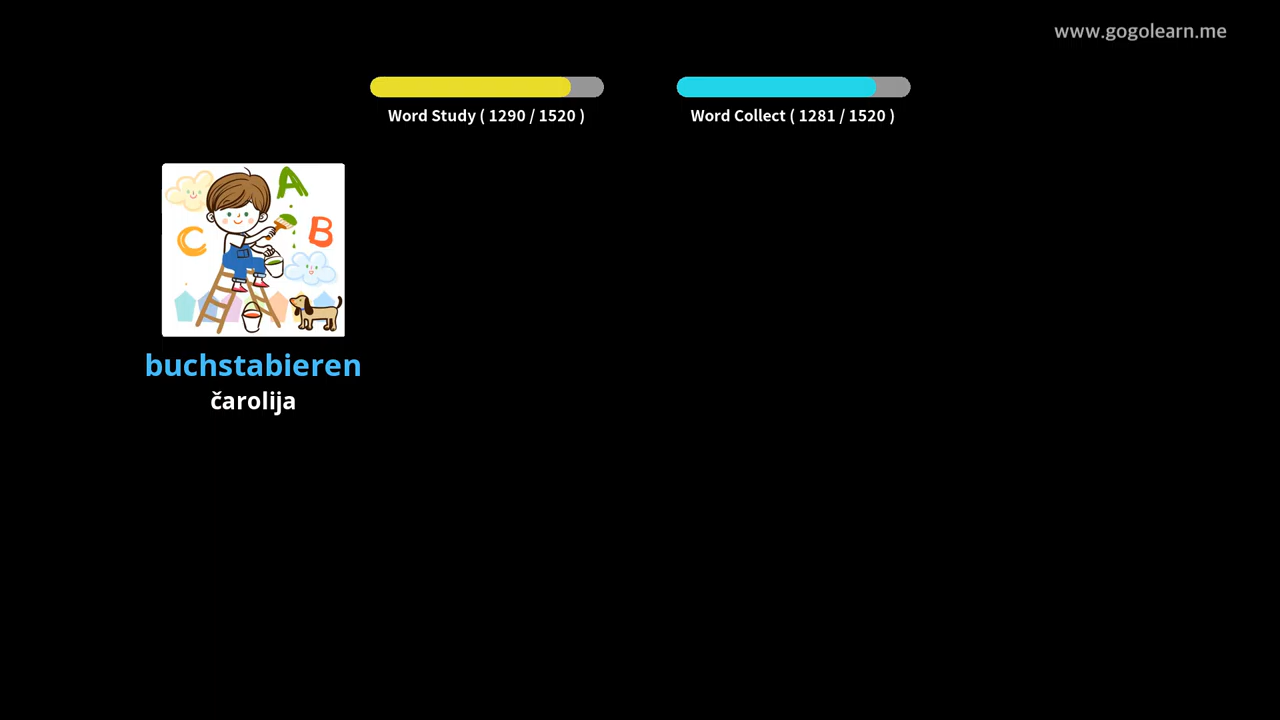 www.gogolearn.me
Word Study ( 1290 / 1520 )
Word Collect ( 1281 / 1520 )
A
B
C
buchstabieren
čarolija